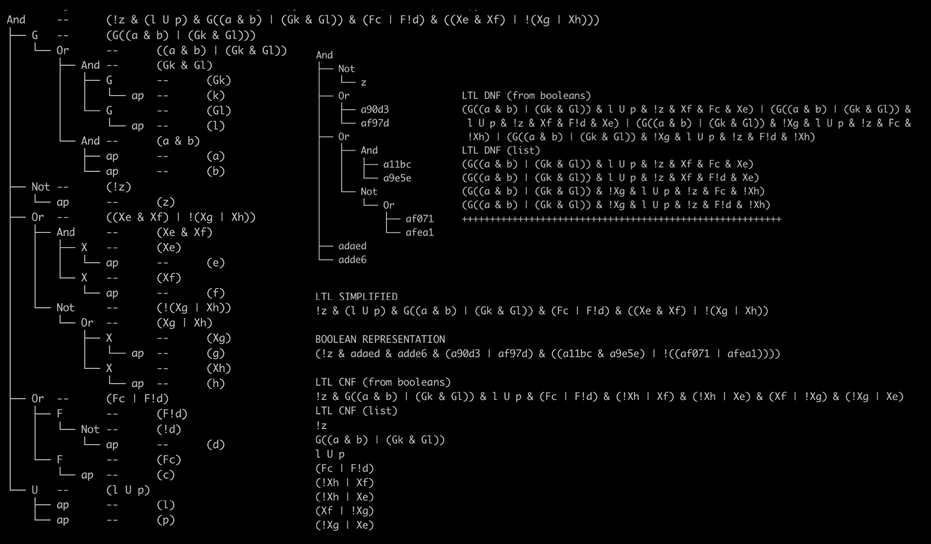 And    --    (!z & (l U p) & G((a & b) | (Gk & Gl)) & (Fc | F!d) & ((Xe & Xf) | !(Xg | Xh)))
├── G   --    (G((a & b) | (Gk & Gl)))
│   └── Or   --    ((a & b) | (Gk & Gl))
│       ├── And  --    (Gk & Gl)
│       │   ├── G    --    (Gk)
│       │   │   └── ap   --    (k)
│       │   └── G    --    (Gl)
│       │       └── ap   --    (l)
│       └── And  --    (a & b)
│           ├── ap   --    (a)
│           └── ap   --    (b)
├── Not  --    (!z)
│   └── ap   --    (z)
├── Or   --    ((Xe & Xf) | !(Xg | Xh))
│   ├── And  --    (Xe & Xf)
│   │   ├── X    --    (Xe)
│   │   │   └── ap   --    (e)
│   │   └── X    --    (Xf)
│   │       └── ap   --    (f)
│   └── Not  --    (!(Xg | Xh))
│       └── Or   --    (Xg | Xh)
│           ├── X    --    (Xg)
│           │   └── ap   --    (g)
│           └── X    --    (Xh)
│               └── ap   --    (h)
├── Or   --    (Fc | F!d)
│   ├── F    --    (F!d)
│   │   └── Not  --    (!d)
│   │       └── ap   --    (d)
│   └── F    --    (Fc)
│       └── ap   --    (c)
└── U    --    (l U p)
    ├── ap   --    (l)
    └── ap   --    (p)
And
├── Not
│   └── z
├── Or
│   ├── a90d3
│   └── af97d
├── Or
│   ├── And
│   │   ├── a11bc
│   │   └── a9e5e
│   └── Not
│       └── Or
│           ├── af071
│           └── afea1
├── adaed
└── adde6
LTL DNF (from booleans)
(G((a & b) | (Gk & Gl)) & l U p & !z & Xf & Fc & Xe) | (G((a & b) | (Gk & Gl)) &
l U p & !z & Xf & F!d & Xe) | (G((a & b) | (Gk & Gl)) & !Xg & l U p & !z & Fc &
!Xh) | (G((a & b) | (Gk & Gl)) & !Xg & l U p & !z & F!d & !Xh)
LTL DNF (list)
(G((a & b) | (Gk & Gl)) & l U p & !z & Xf & Fc & Xe)
(G((a & b) | (Gk & Gl)) & l U p & !z & Xf & F!d & Xe)
(G((a & b) | (Gk & Gl)) & !Xg & l U p & !z & Fc & !Xh)
(G((a & b) | (Gk & Gl)) & !Xg & l U p & !z & F!d & !Xh)
++++++++++++++++++++++++++++++++++++++++++++++++++++++++
LTL SIMPLIFIED
!z & (l U p) & G((a & b) | (Gk & Gl)) & (Fc | F!d) & ((Xe & Xf) | !(Xg | Xh))
BOOLEAN REPRESENTATION
(!z & adaed & adde6 & (a90d3 | af97d) & ((a11bc & a9e5e) | !((af071 | afea1))))
LTL CNF (from booleans)
!z & G((a & b) | (Gk & Gl)) & l U p & (Fc | F!d) & (!Xh | Xf) & (!Xh | Xe) & (Xf | !Xg) & (!Xg | Xe)
LTL CNF (list)
!z
G((a & b) | (Gk & Gl))
l U p
(Fc | F!d)
(!Xh | Xf)
(!Xh | Xe)
(Xf | !Xg)
(!Xg | Xe)